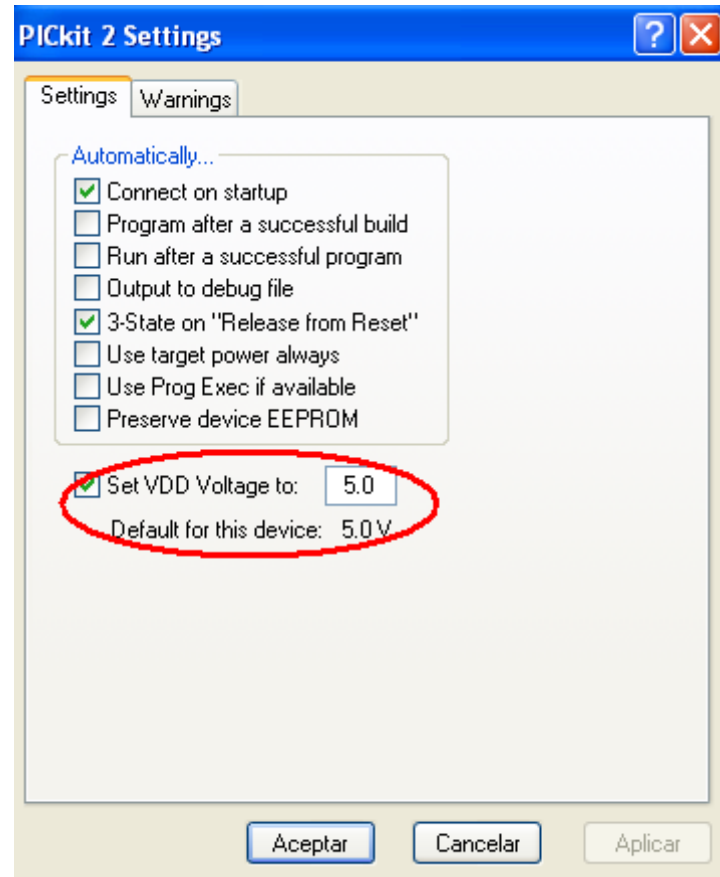 PICkit 2 Settings
Settings Warnings
Automatically...
Connect on startup
Program after a successful build
Run after a successful program
Output to debug file
3-State on "Release from Reset"
Use target power always
Use Prog Exec if available
Preserve device EEPROM
Set VDD Voltage to: 5.0
Default for this device: 5.0 V
Aceptar Cancelar Aplicar